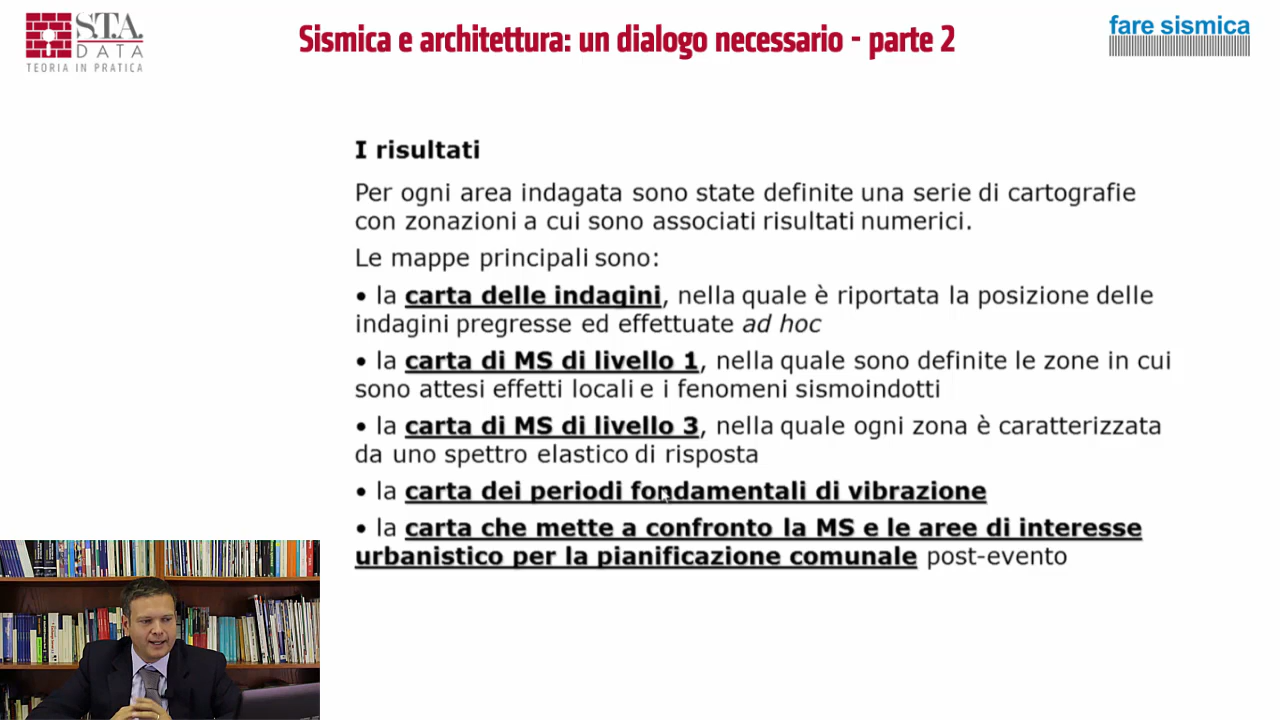 S.T.A.
DATA
TEORIA IN PRATICA
Sismica e architettura: un dialogo necessario - parte 2
fare sismica
I risultati
Per ogni area indagata sono state definite una serie di cartografie
con zonazioni a cui sono associati risultati numerici.
Le mappe principali sono:
• la carta delle indagini, nella quale è riportata la posizione delle
indagini pregresse ed effettuate ad hoc
• la carta di MS di livello 1, nella quale sono definite le zone in cui
sono attesi effetti locali e i fenomeni sismoindotti
• la carta di MS di livello 3, nella quale ogni zona è caratterizzata
da uno spettro elastico di risposta
• la carta dei periodi fondamentali di vibrazione
• la carta che mette a confronto la MS e le aree di interesse
urbanistico per la pianificazione comunale post-evento